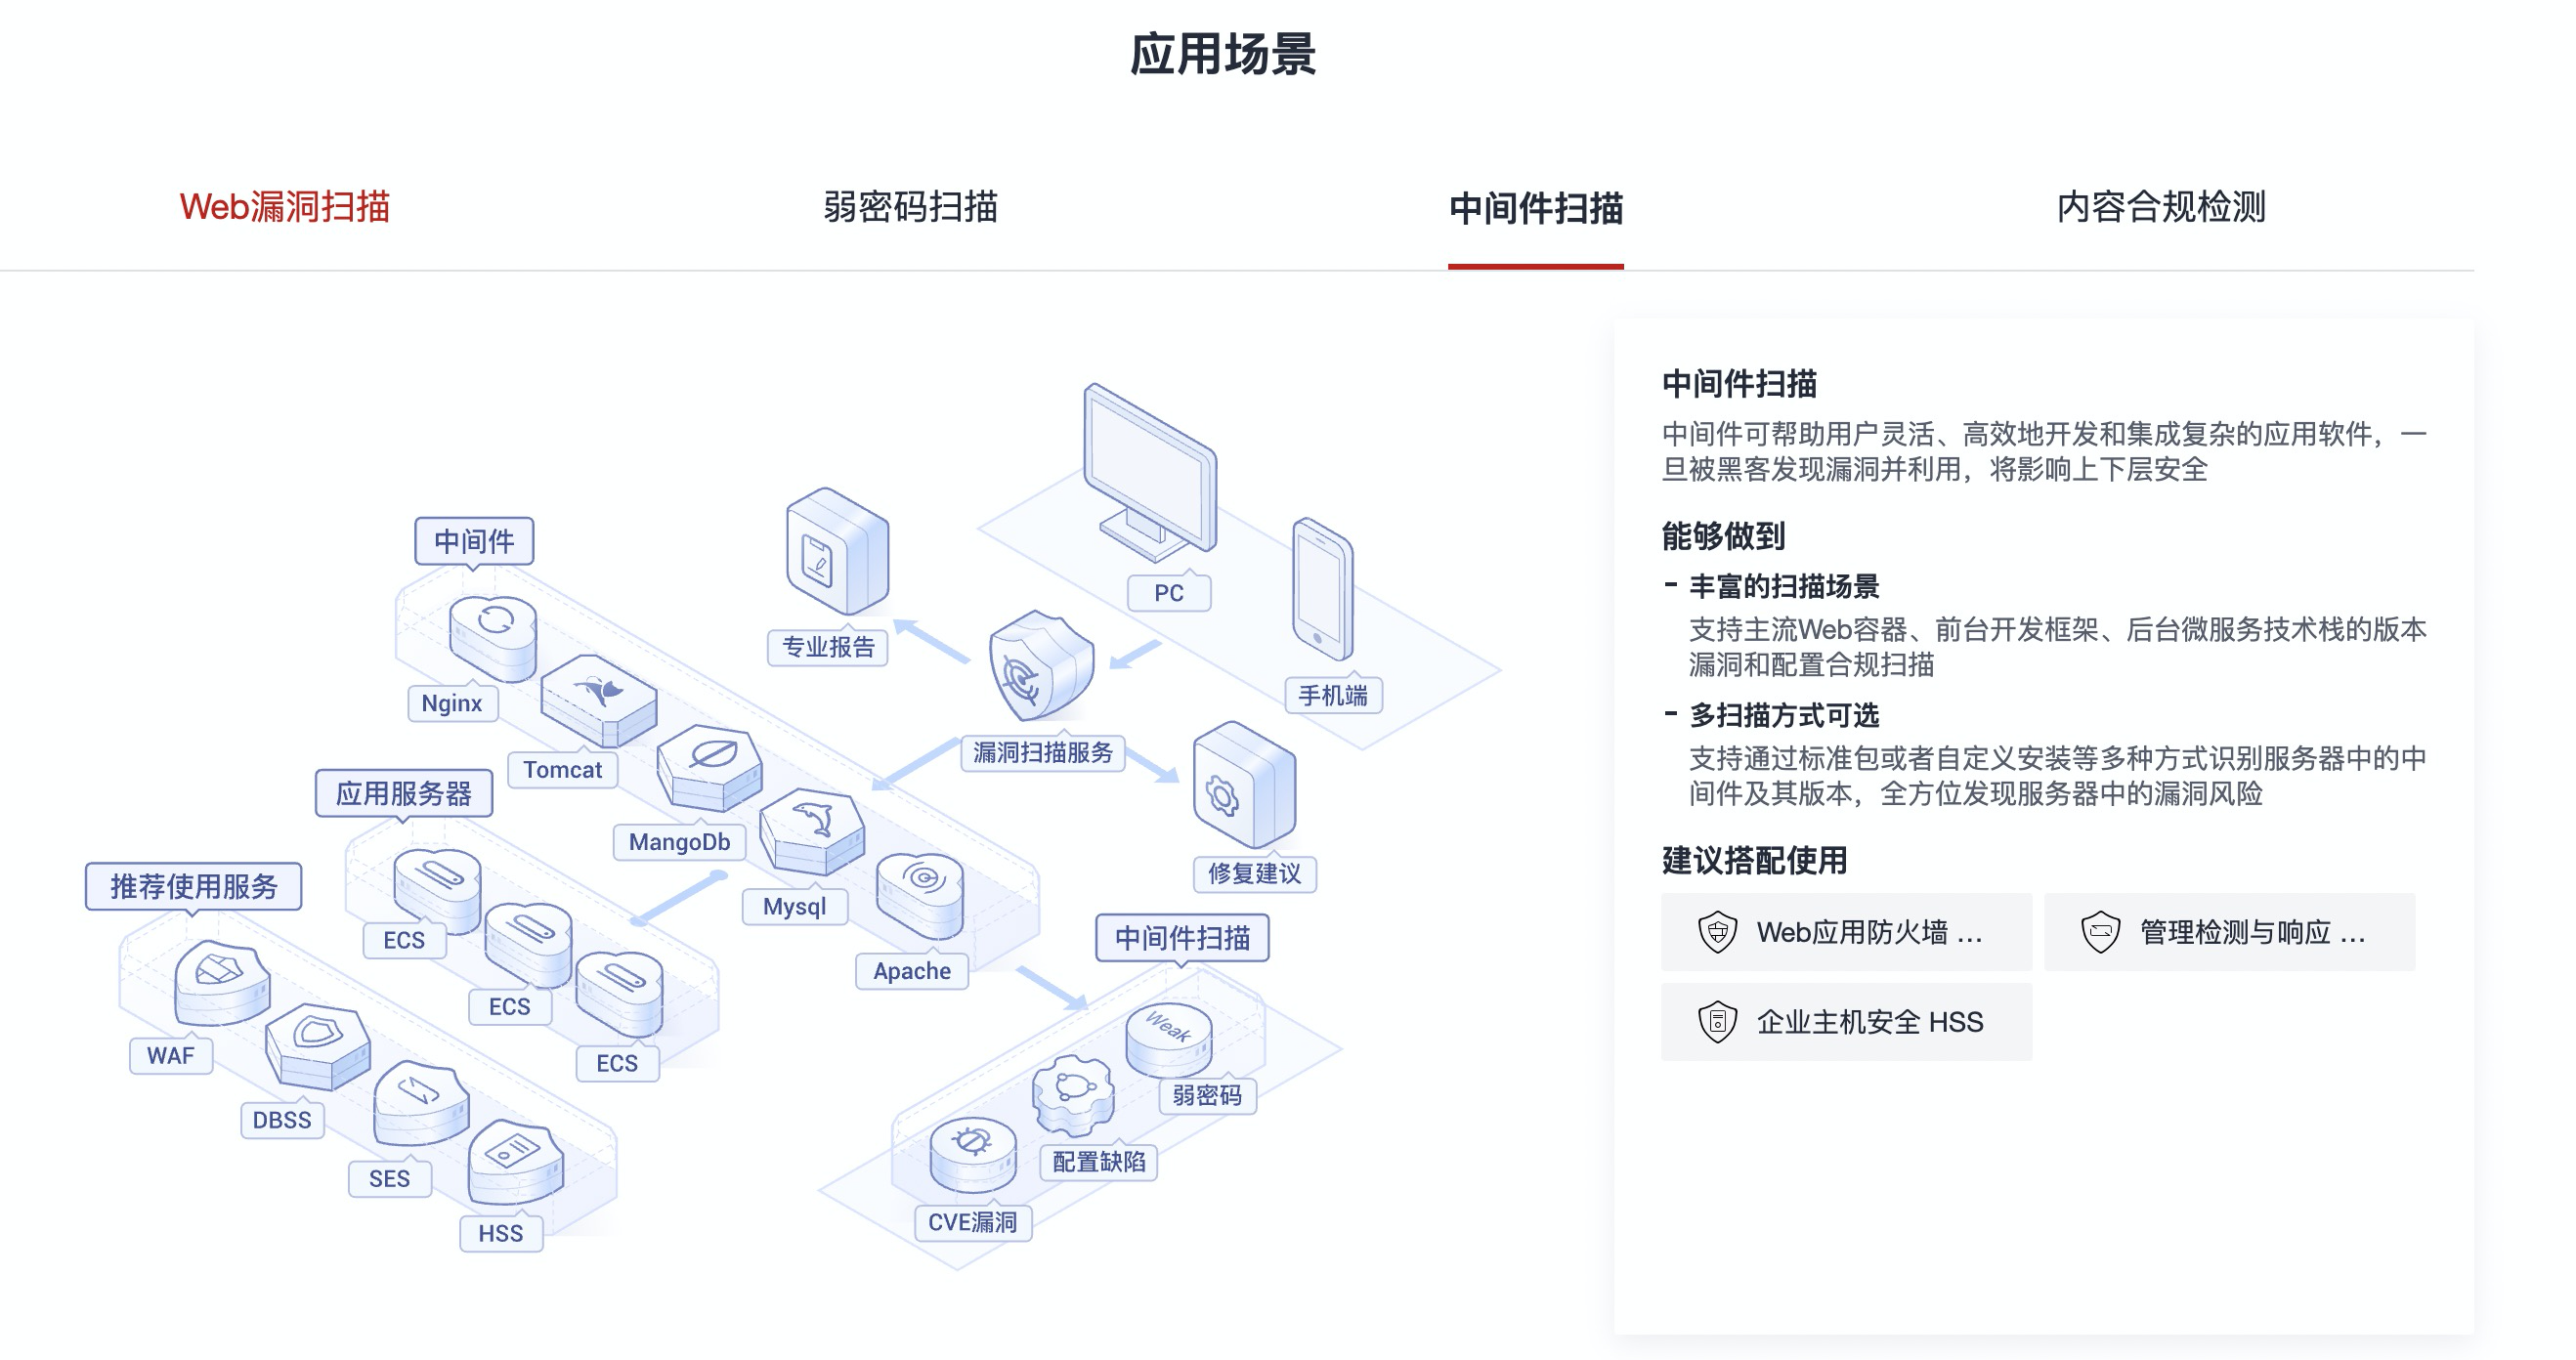 应用场景
Web漏洞扫描
弱密码扫描
中间件扫描
内容合规检测
中间件
Nginx
Tomcat
MangoDb
Mysql
Apache
应用服务器
ECS
ECS
ECS
推荐使用服务
WAF
DBSS
SES
HSS
专业报告
PC
手机端
漏洞扫描服务
修复建议
中间件扫描
Weak
弱密码
配置缺陷
CVE漏洞
中间件扫描
中间件可帮助用户灵活、高效地开发和集成复杂的应用软件，一
旦被黑客发现漏洞并利用，将影响上下层安全
能够做到
- 丰富的扫描场景
支持主流Web容器、前台开发框架、后台微服务技术栈的版本
漏洞和配置合规扫描
- 多扫描方式可选
支持通过标准包或者自定义安装等多种方式识别服务器中的中
间件及其版本，全方位发现服务器中的漏洞风险
建议搭配使用
Web应用防火墙 ...
管理检测与响应 ...
企业主机安全 HSS